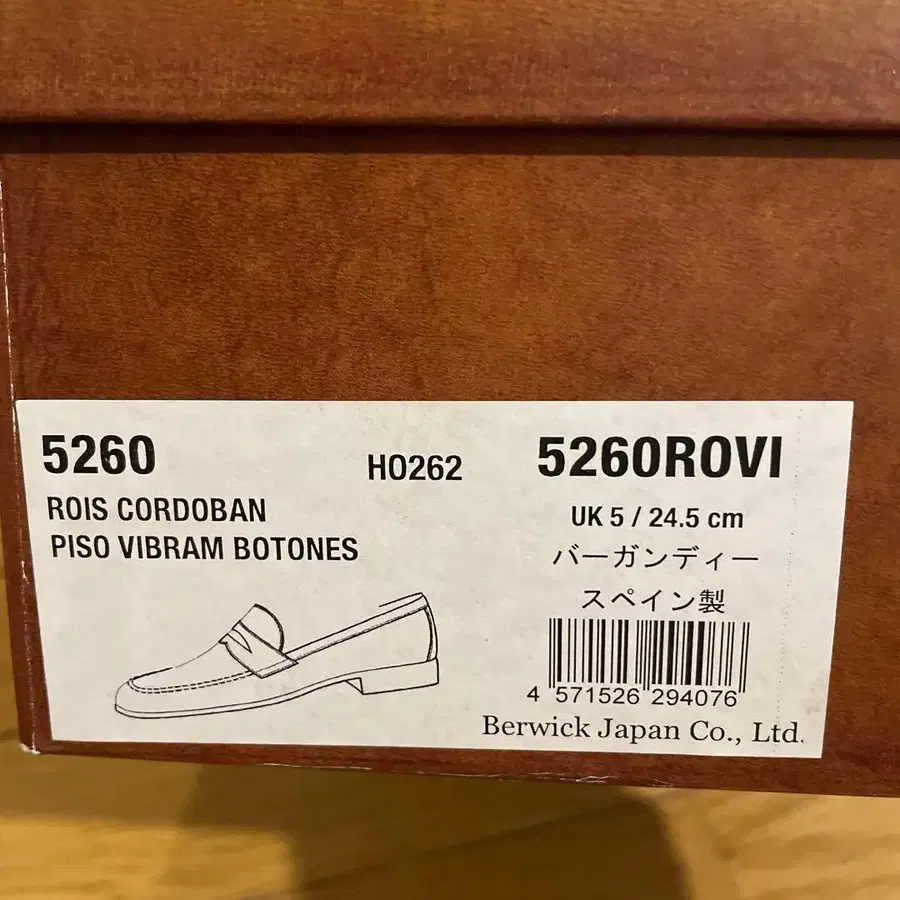 5260
HO262
ROIS CORDOBAN
PISO VIBRAM BOTONES
5260ROVI
UK 5 / 24.5 cm
バーガンディー
スペイン製
4 571526 294076
Berwick Japan Co., Ltd.